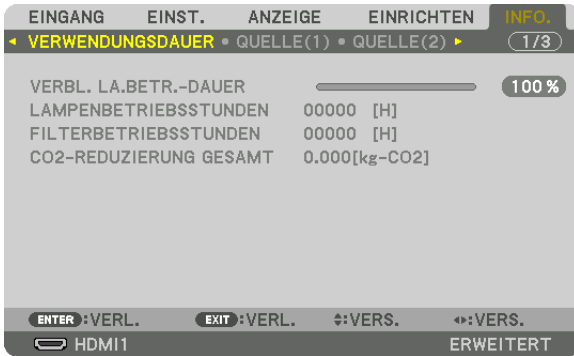 EINGANG EINST. ANZEIGE EINRICHTEN INFO.
◄ VERWENDUNGSDAUER • QUELLE(1) • QUELLE(2) ► 1/3
VERBL. LA.BETR.-DAUER 100 %
LAMPENBETRIEBSSTUNDEN 00000 [H]
FILTERBETRIEBSSTUNDEN 00000 [H]
CO2-REDUZIERUNG GESAMT 0.000[kg-CO2]
ENTER :VERL. EXIT :VERL. :VERS. :VERS.
HDMI1 ERWEITERT